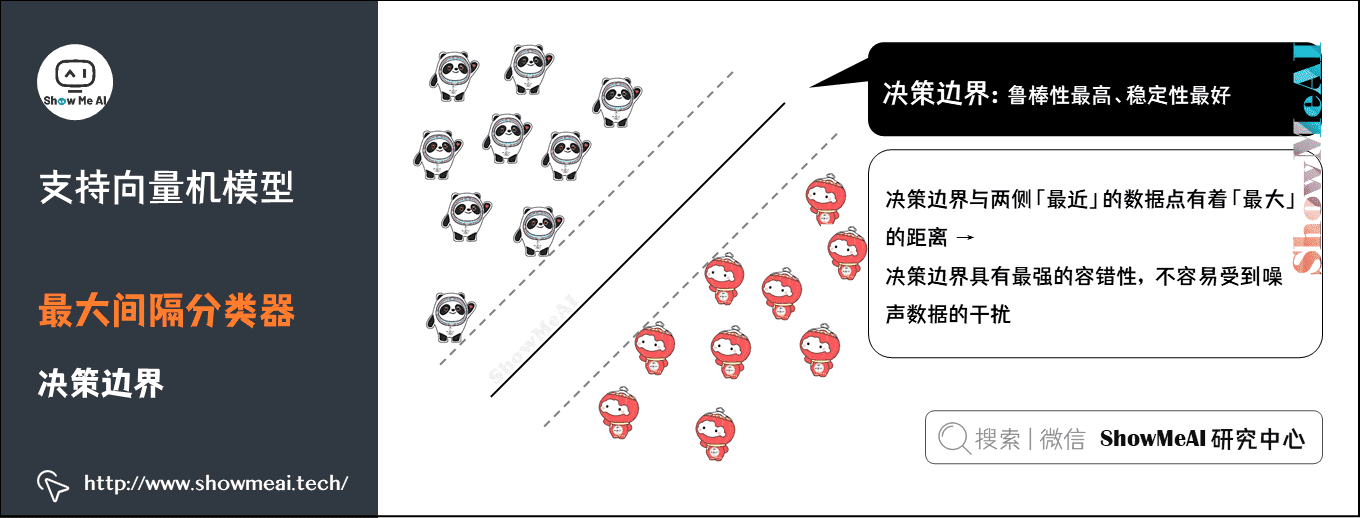 Show Me AI
支持向量机模型
最大间隔分类器
决策边界
http://www.showmeai.tech/
ShowMeAI
决策边界: 鲁棒性最高、稳定性最好
决策边界与两侧「最近」的数据点有着「最大」
的距离 →
决策边界具有最强的容错性, 不容易受到噪
声数据的干扰
ShowMeAI
搜索 | 微信 ShowMeAI 研究中心